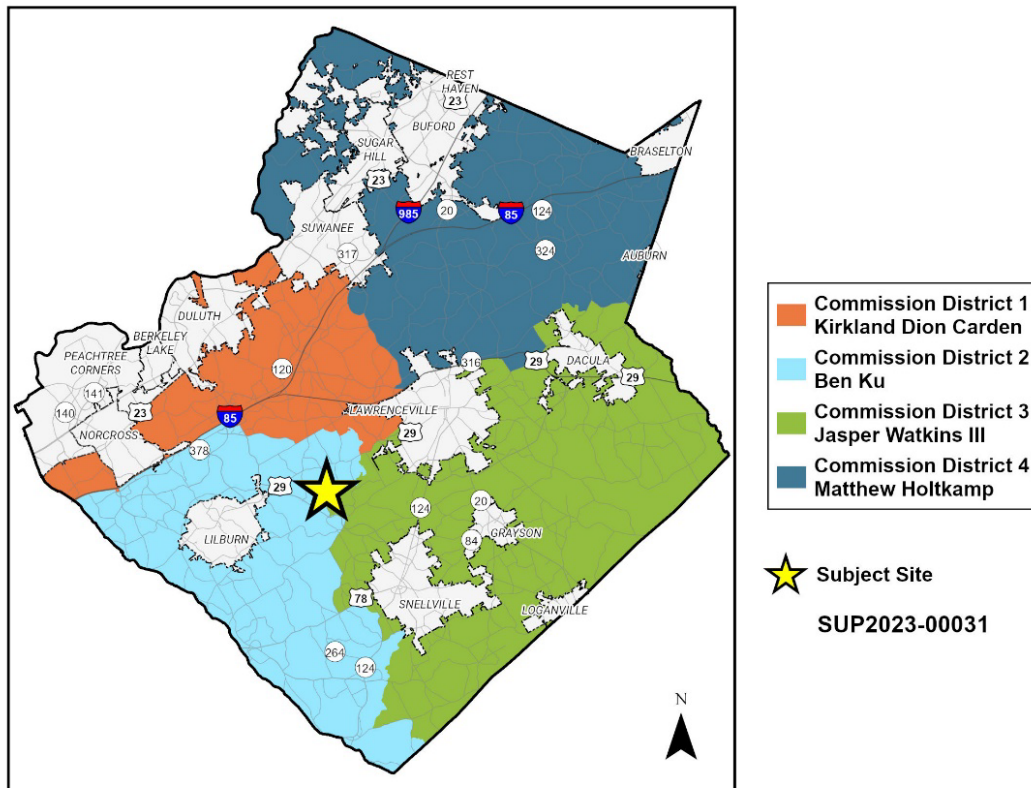 REST
HAVEN
23
BUFORD
SUGAR
HILL
23
BRASELTON
985
20
85
124
SUWANEE
317
324
AUBURN
DULUTH
BERKELEY
LAKE
PEACHTREE
CORNERS
141
140
23
NORCROSS
120
85
378
316
29
DACULA
29
LAWRENCEVILLE
29
29
LILBURN
124
20
84
GRAYSON
78
SNELLVILLE
LOGANVILLE
264
124
N
Commission District 1
Kirkland Dion Carden
Commission District 2
Ben Ku
Commission District 3
Jasper Watkins III
Commission District 4
Matthew Holtkamp
Subject Site
SUP2023-00031